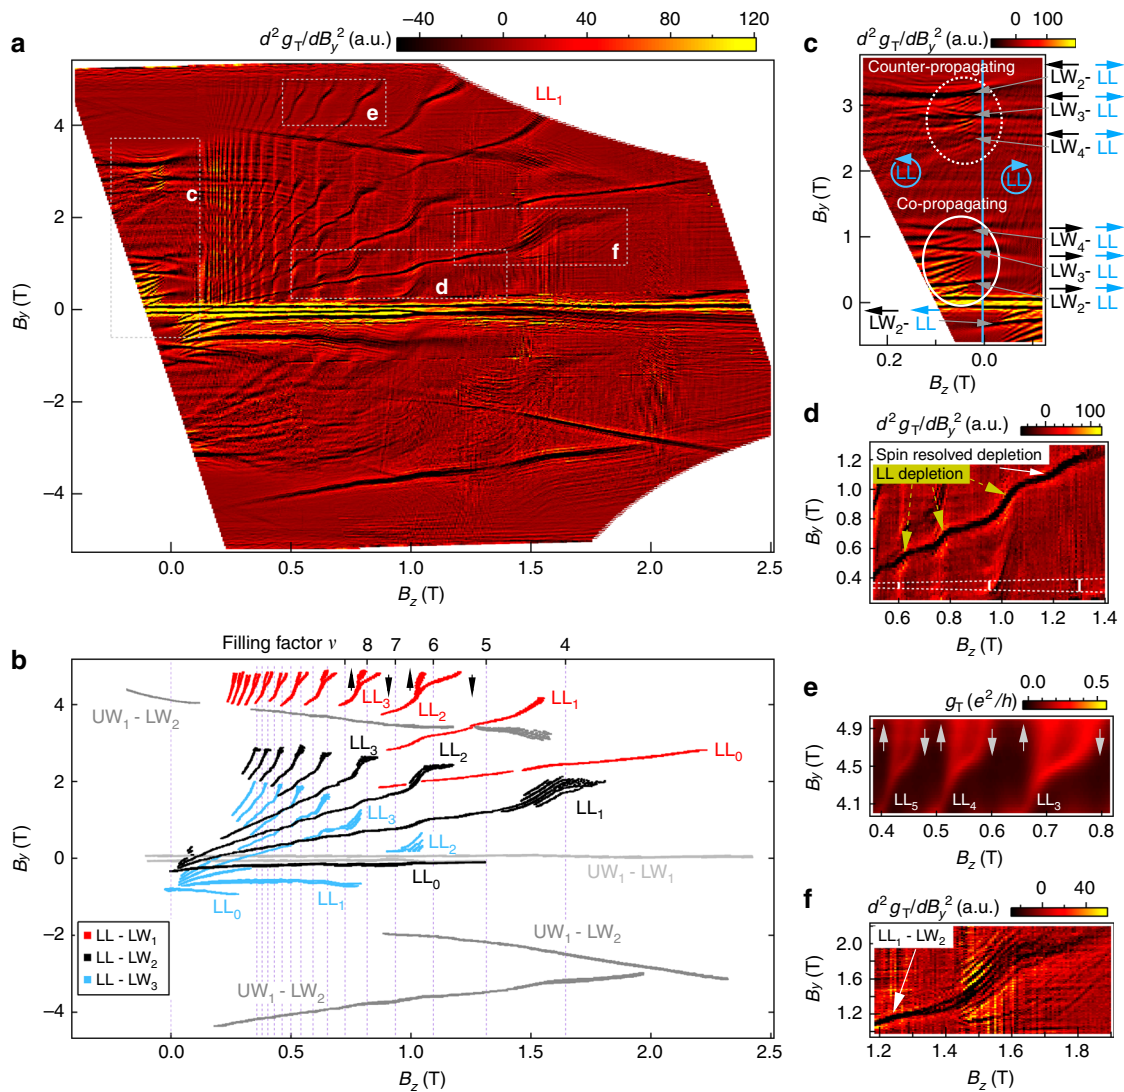 a
d² g_T/dB_y² (a.u.)
−40 0 40 80 120
LL₁
e
c
f
d
B_y (T)
4
2
0
−2
−4
0.0 0.5 1.0 1.5 2.0 2.5
B_z (T)
b
Filling factor ν 8 7 6 5 4
UW₁ - LW₂
LL₃
LL₂
LL₁
LL₀
LL₃
LL₂
LL₁
LL₃
LL₂
UW₁ - LW₁
LL₀
LL₁
LL₀
UW₁ - LW₂
UW₁ - LW₂
LL - LW₁
LL - LW₂
LL - LW₃
B_y (T)
4
2
0
−2
−4
0.0 0.5 1.0 1.5 2.0 2.5
B_z (T)
c
d² g_T/dB_y² (a.u.)
0 100
Counter-propagating
LW₂- LL
LW₃- LL
LW₄- LL
LL LL
Co-propagating
LW₄- LL
LW₃- LL
LW₂- LL
LW₂- LL
B_y (T)
3
2
1
0
0.2 0.0
B_z (T)
d
d² g_T/dB_y² (a.u.)
0 100
Spin resolved depletion
LL depletion
B_y (T)
1.2
1.0
0.8
0.6
0.4
0.6 0.8 1.0 1.2 1.4
B_z (T)
e
g_T (e²/h)
0.0 0.5
B_y (T)
4.9
4.5
4.1
LL₅ LL₄ LL₃
0.4 0.5 0.6 0.7 0.8
B_z (T)
f
d² g_T/dB_y² (a.u.)
0 40
LL₁ - LW₂
B_y (T)
2.0
1.6
1.2
1.2 1.4 1.6 1.8
B_z (T)